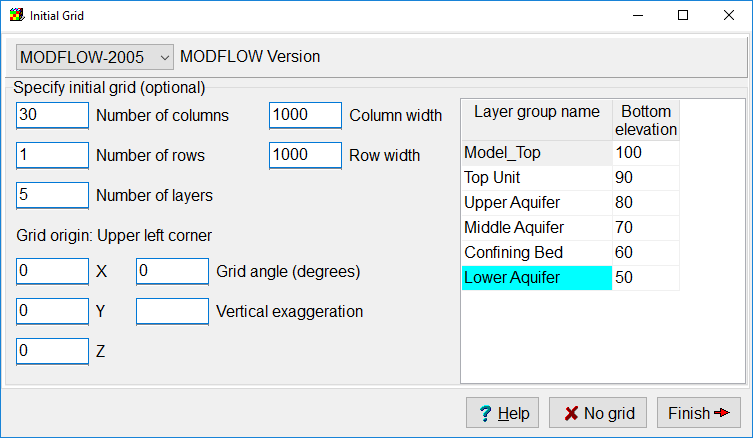 Initial Grid
MODFLOW-2005 MODFLOW Version
Specify initial grid (optional)
30 Number of columns 1000 Column width
1 Number of rows 1000 Row width
5 Number of layers
Grid origin: Upper left corner
0 X 0 Grid angle (degrees)
0 Y Vertical exaggeration
0 Z
Layer group name Bottom
elevation
Model_Top 100
Top Unit 90
Upper Aquifer 80
Middle Aquifer 70
Confining Bed 60
Lower Aquifer 50
? Help No grid Finish